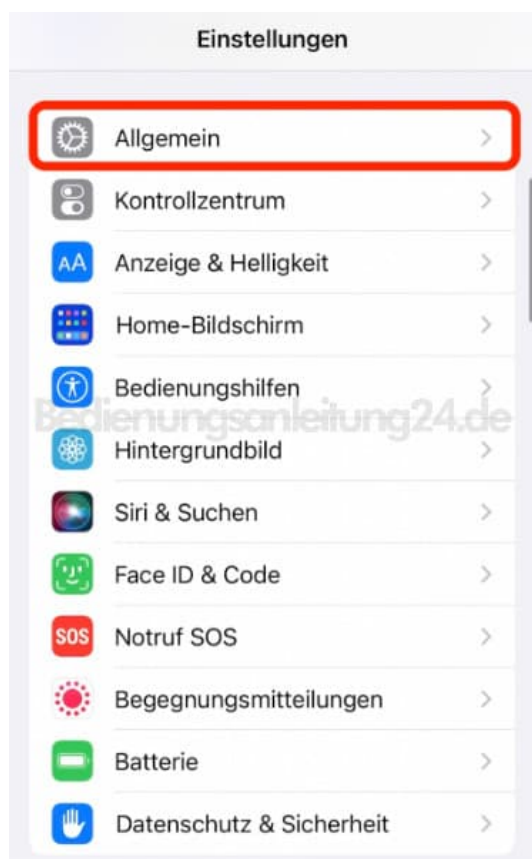 Einstellungen
Allgemein
Kontrollzentrum
AA Anzeige & Helligkeit
Home-Bildschirm
Bedienungshilfen
Bedienungsanleitung24.de
Hintergrundbild
Siri & Suchen
Face ID & Code
SOS Notruf SOS
Begegnungsmitteilungen
Batterie
Datenschutz & Sicherheit